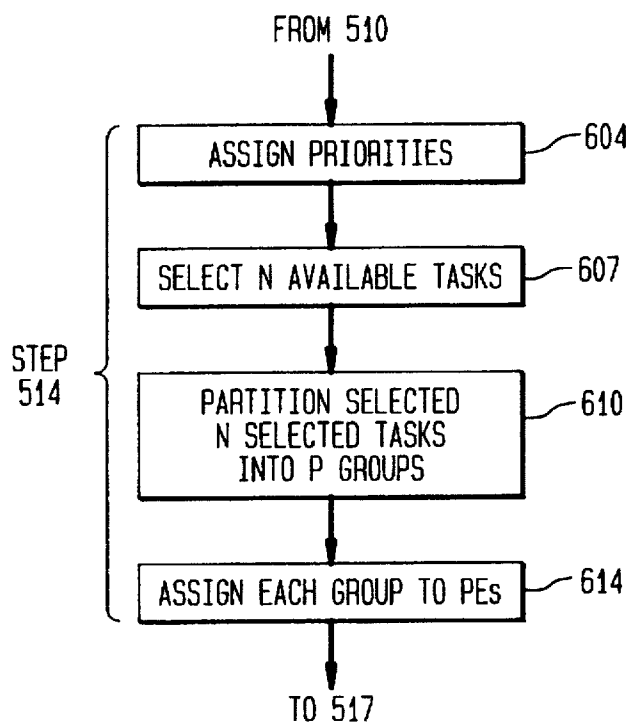 FROM 510
ASSIGN PRIORITIES
604
SELECT N AVAILABLE TASKS
607
STEP
514
PARTITION SELECTED
N SELECTED TASKS
INTO P GROUPS
610
ASSIGN EACH GROUP TO PEs
614
TO 517